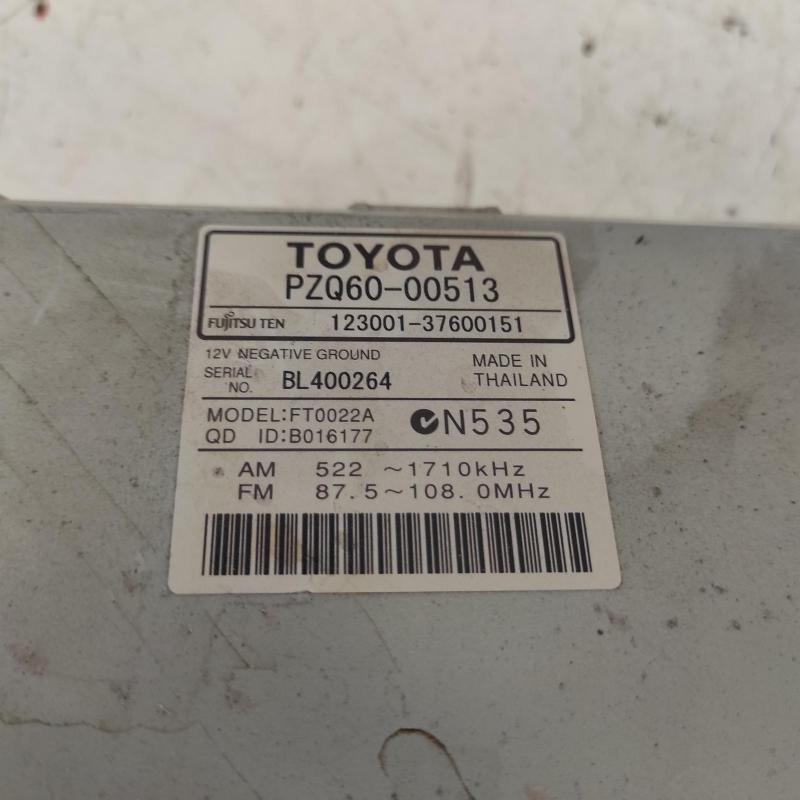 TOYOTA
PZQ60-00513
FUJITSU TEN 123001-37600151
12V NEGATIVE GROUND
SERIAL NO. BL400264
MADE IN THAILAND
MODEL:FT0022A
QD ID:B016177
N535
AM 522 ~1710kHz
FM 87.5~108.0MHz